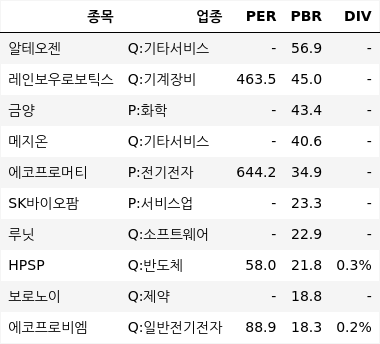 종목 업종 PER PBR DIV
알테오젠 Q:기타서비스 - 56.9 -
레인보우로보틱스 Q:기계장비 463.5 45.0 -
금양 P:화학 - 43.4 -
메지온 Q:기타서비스 - 40.6 -
에코프로머티 P:전기전자 644.2 34.9 -
SK바이오팜 P:서비스업 - 23.3 -
루닛 Q:소프트웨어 - 22.9 -
HPSP Q:반도체 58.0 21.8 0.3%
보로노이 Q:제약 - 18.8 -
에코프로비엠 Q:일반전기전자 88.9 18.3 0.2%